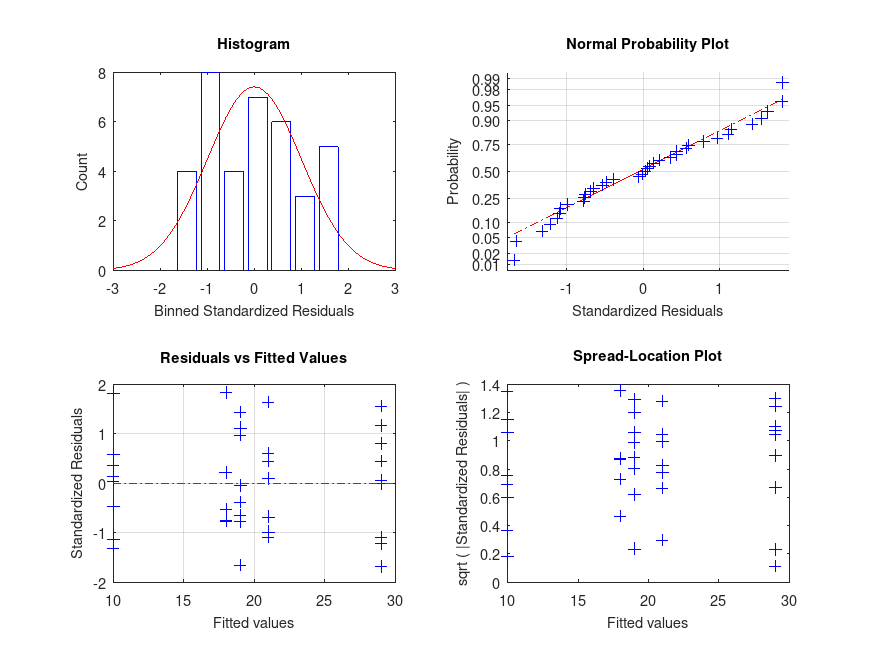 Histogram
Count
8
6
4
2
0
-3 -2 -1 0 1 2 3
Binned Standardized Residuals
Normal Probability Plot
Probability
0.99
0.98
0.95
0.90
0.75
0.50
0.25
0.10
0.05
0.02
0.01
-1 0 1
Standardized Residuals
Residuals vs Fitted Values
Standardized Residuals
2
1
0
-1
-2
10 15 20 25 30
Fitted values
Spread-Location Plot
sqrt ( |Standardized Residuals| )
1.4
1.2
1
0.8
0.6
0.4
0.2
0
10 15 20 25 30
Fitted values